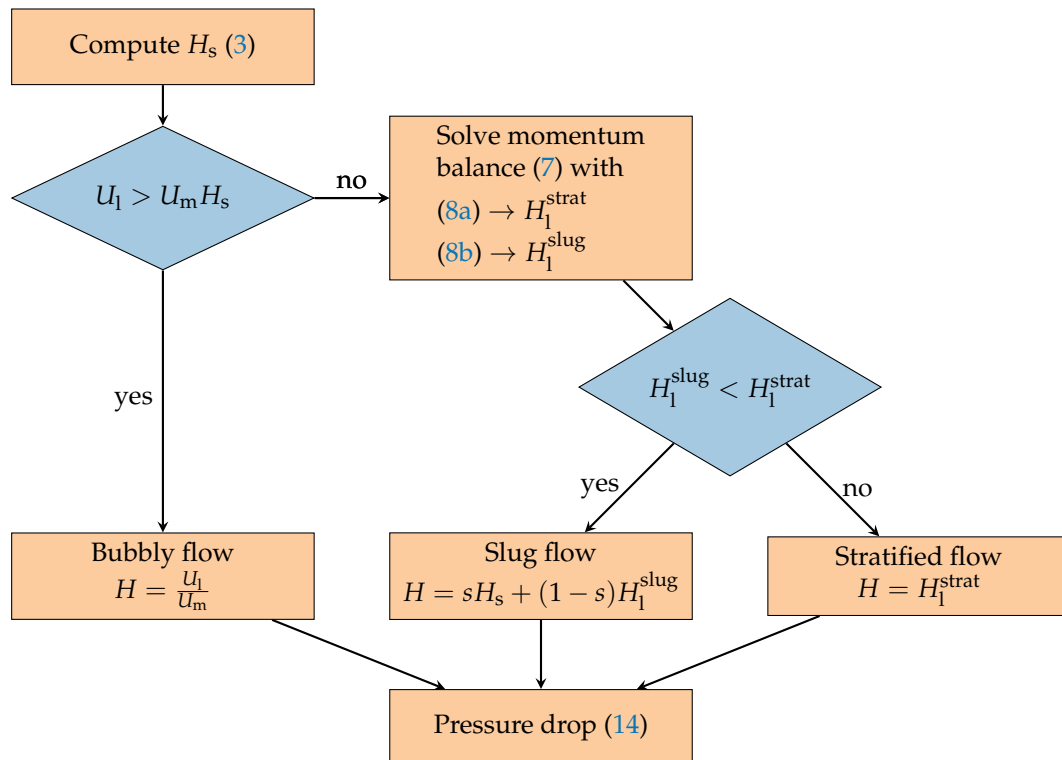 Compute H_s (3)
U_l > U_m H_s
no
Solve momentum
balance (7) with
(8a) → H_l^strat
(8b) → H_l^slug
yes
H_l^slug < H_l^strat
yes
no
Bubbly flow
H = U_l/U_m
Slug flow
H = sH_s + (1 − s)H_l^slug
Stratified flow
H = H_l^strat
Pressure drop (14)